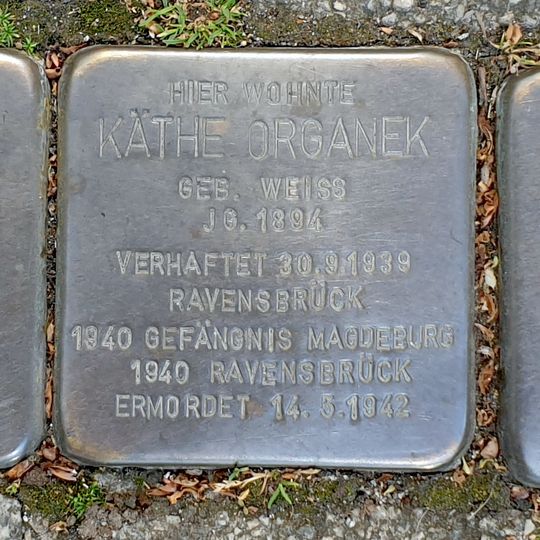 HIER WOHNTE
KÄTHE ORGANEK
GEB. WEISS
JG. 1894
VERHAFTET 30.9.1939
RAVENSBRÜCK
1940 GEFÄNGNIS MAGDEBURG
1940 RAVENSBRÜCK
ERMORDET 14.5.1942